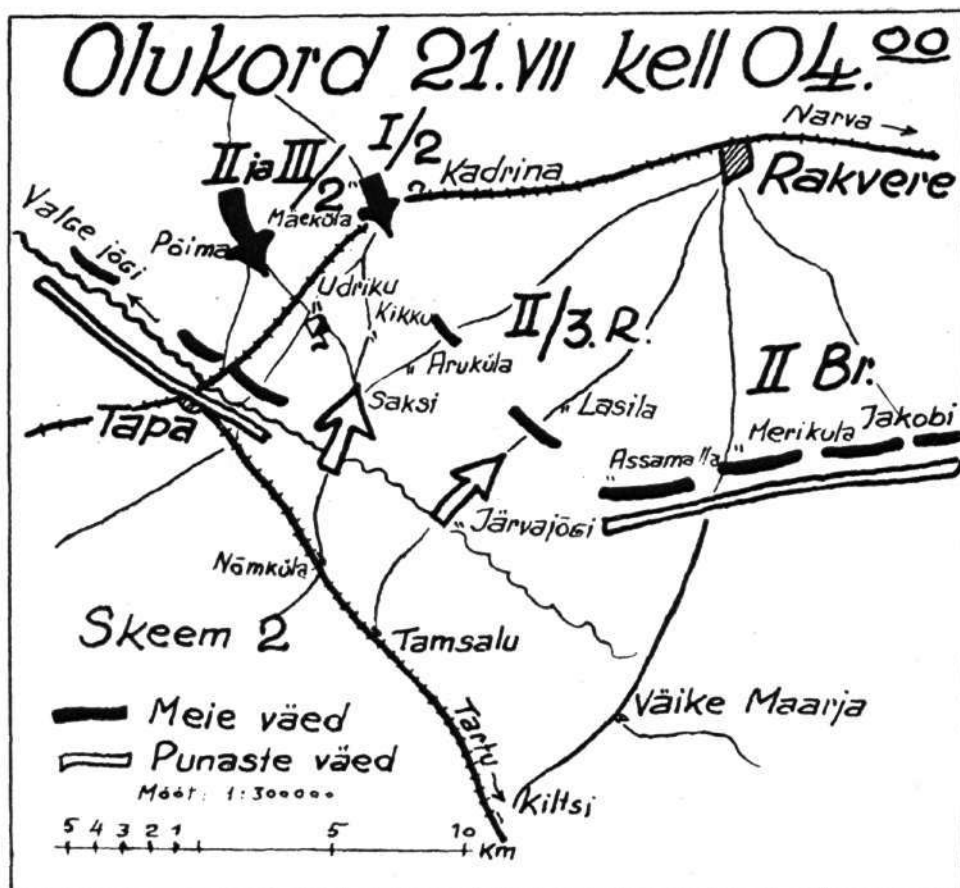 Olukord 21.VII kell 04.00
Narva →
I/2
II ja III/2
Kadrina
Rakvere
Mäeküla
Valge jõgi
Põima
Udriku
Kikku
II/3. R.
Aruküla
II Br.
Saksi
Lasila
Tapa
Jakobi
Merikula
Assamalla
Järvajõgi
Nõmküla
Skeem 2
Tamsalu
Meie väed
Väike Maarja
Punaste väed
Tartu →
Mõõt: 1:300000
Kiltsi
5 4 3 2 1 5 10
Km